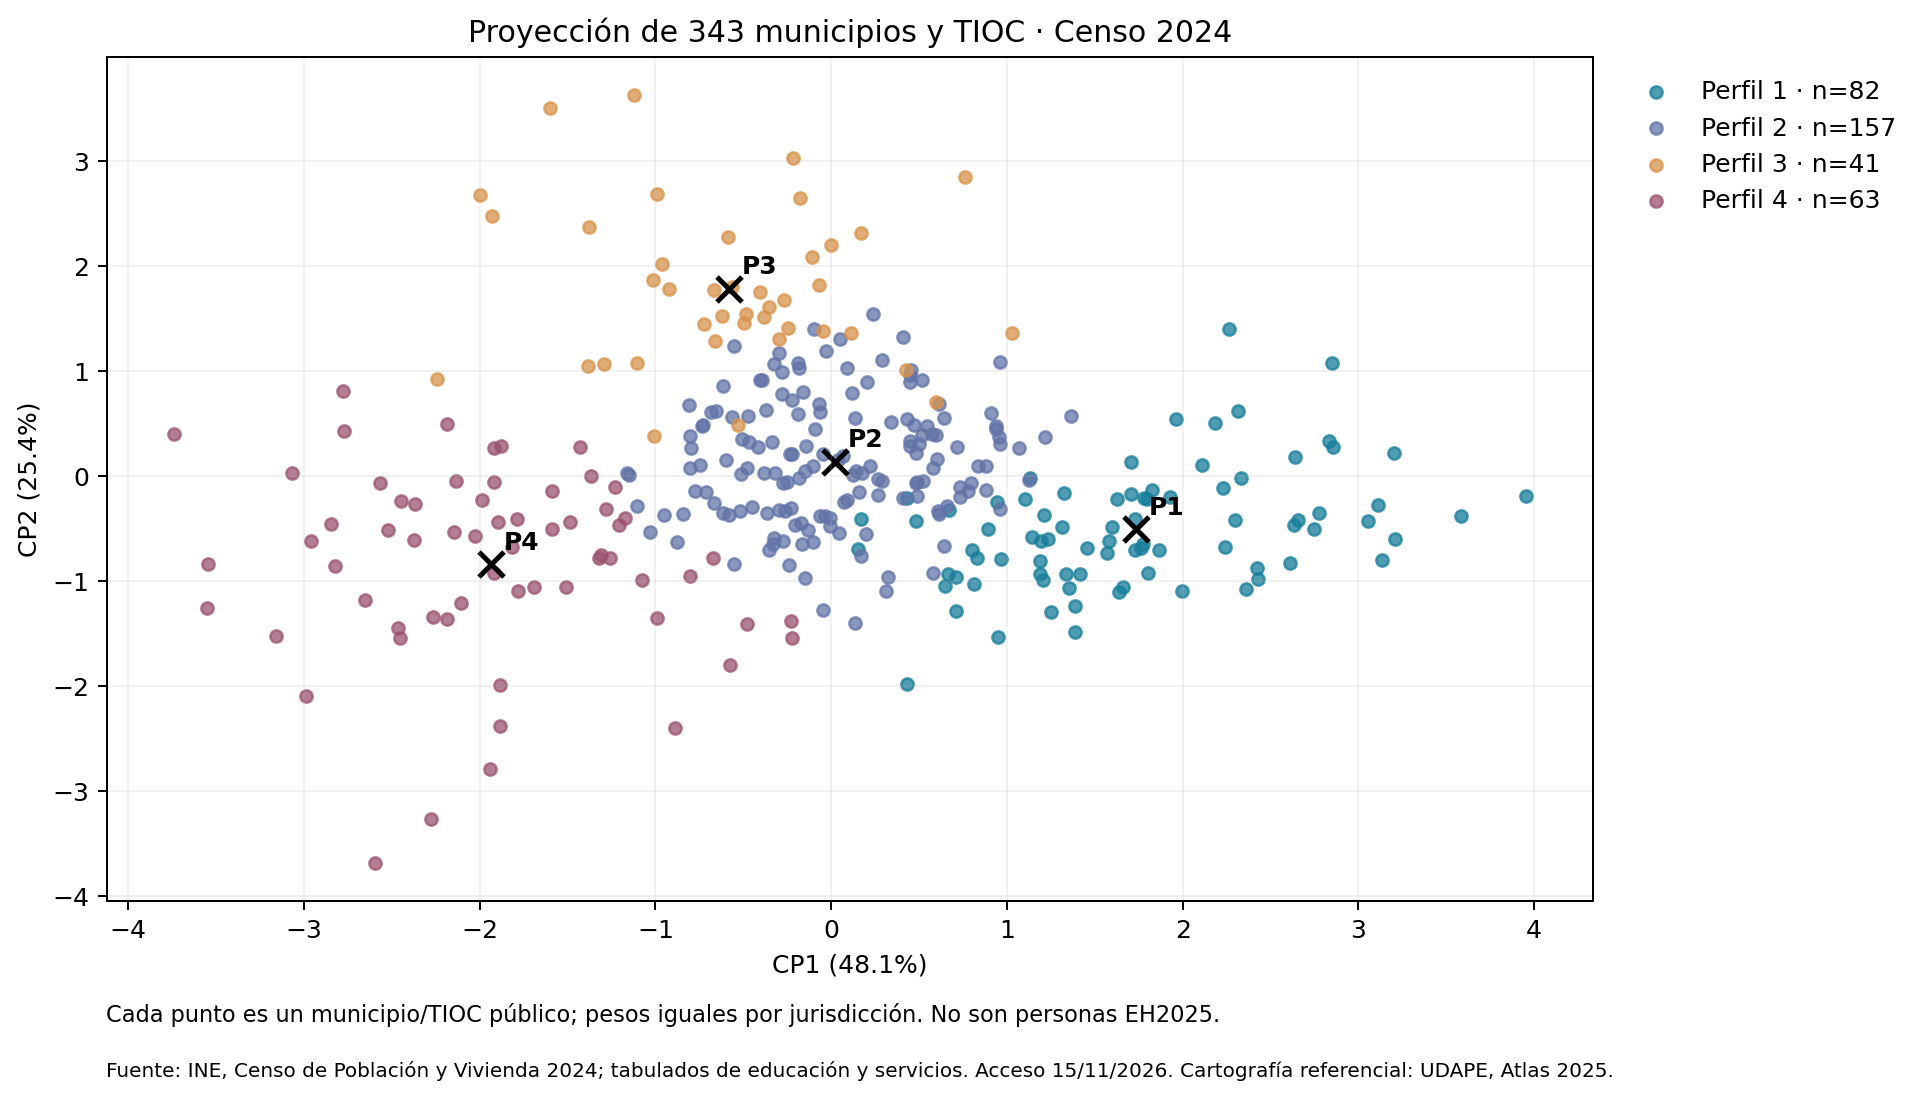 Proyección de 343 municipios y TIOC · Censo 2024
Perfil 1 · n=82
Perfil 2 · n=157
Perfil 3 · n=41
Perfil 4 · n=63
3
2
1
0
−1
−2
−3
−4
CP2 (25.4%)
P3
P2
P1
P4
−4 −3 −2 −1 0 1 2 3 4
CP1 (48.1%)
Cada punto es un municipio/TIOC público; pesos iguales por jurisdicción. No son personas EH2025.
Fuente: INE, Censo de Población y Vivienda 2024; tabulados de educación y servicios. Acceso 15/11/2026. Cartografía referencial: UDAPE, Atlas 2025.